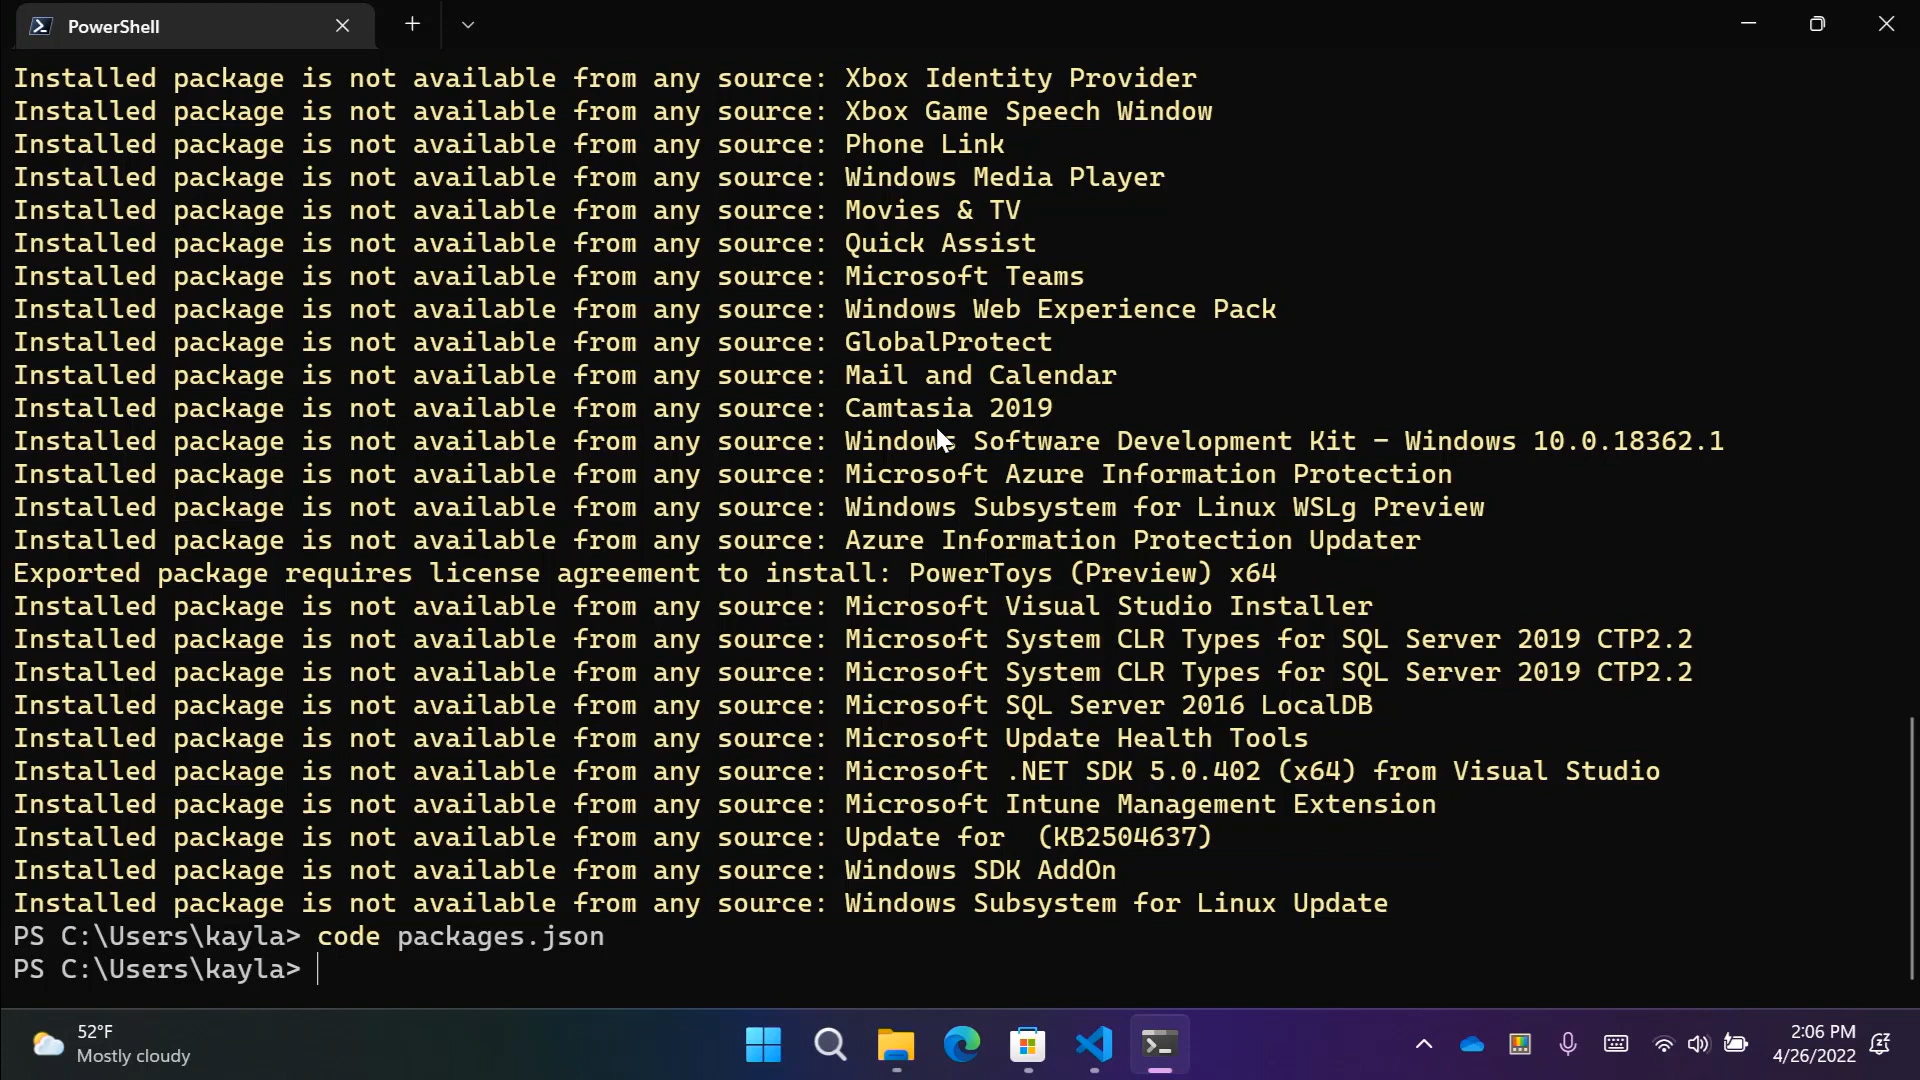 PowerShell
Installed package is not available from any source: Xbox Identity Provider
Installed package is not available from any source: Xbox Game Speech Window
Installed package is not available from any source: Phone Link
Installed package is not available from any source: Windows Media Player
Installed package is not available from any source: Movies & TV
Installed package is not available from any source: Quick Assist
Installed package is not available from any source: Microsoft Teams
Installed package is not available from any source: Windows Web Experience Pack
Installed package is not available from any source: GlobalProtect
Installed package is not available from any source: Mail and Calendar
Installed package is not available from any source: Camtasia 2019
Installed package is not available from any source: Windows Software Development Kit - Windows 10.0.18362.1
Installed package is not available from any source: Microsoft Azure Information Protection
Installed package is not available from any source: Windows Subsystem for Linux WSLg Preview
Installed package is not available from any source: Azure Information Protection Updater
Exported package requires license agreement to install: PowerToys (Preview) x64
Installed package is not available from any source: Microsoft Visual Studio Installer
Installed package is not available from any source: Microsoft System CLR Types for SQL Server 2019 CTP2.2
Installed package is not available from any source: Microsoft System CLR Types for SQL Server 2019 CTP2.2
Installed package is not available from any source: Microsoft SQL Server 2016 LocalDB
Installed package is not available from any source: Microsoft Update Health Tools
Installed package is not available from any source: Microsoft .NET SDK 5.0.402 (x64) from Visual Studio
Installed package is not available from any source: Microsoft Intune Management Extension
Installed package is not available from any source: Update for  (KB2504637)
Installed package is not available from any source: Windows SDK AddOn
Installed package is not available from any source: Windows Subsystem for Linux Update
PS C:\Users\kayla> code packages.json
PS C:\Users\kayla>
52°F
Mostly cloudy
2:06 PM
4/26/2022